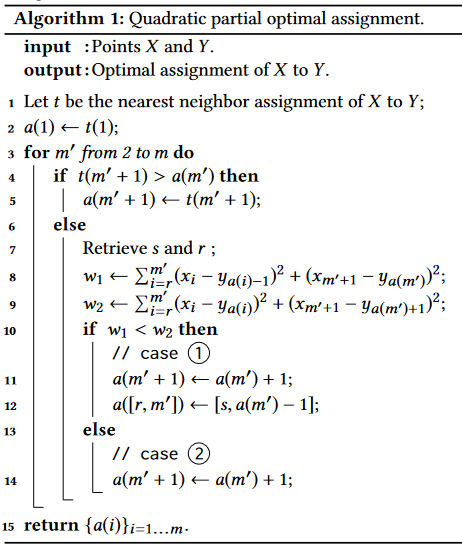 Algorithm 1: Quadratic partial optimal assignment.
input : Points X and Y.
output: Optimal assignment of X to Y.
1 Let t be the nearest neighbor assignment of X to Y;
2 a(1) ← t(1);
3 for m′ from 2 to m do
4 if t(m′ + 1) > a(m′) then
5 a(m′ + 1) ← t(m′ + 1);
6 else
7 Retrieve s and r ;
8 w₁ ← ∑_{i=r}^{m′} (x_i − y_{a(i)−1})² + (x_{m′+1} − y_{a(m′)})²;
9 w₂ ← ∑_{i=r}^{m′} (x_i − y_{a(i)})² + (x_{m′+1} − y_{a(m′)+1})²;
10 if w₁ < w₂ then
// case ①
11 a(m′ + 1) ← a(m′) + 1;
12 a([r, m′]) ← [s, a(m′) − 1];
13 else
// case ②
14 a(m′ + 1) ← a(m′) + 1;
15 return {a(i)}_{i=1...m}.